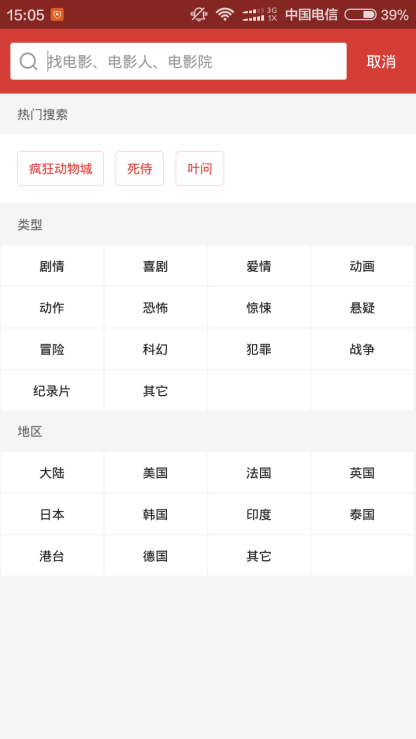 15:05 3G 1X 中国电信 39%
找电影、电影人、电影院 取消
热门搜索
疯狂动物城 死侍 叶问
类型
剧情 喜剧 爱情 动画
动作 恐怖 惊悚 悬疑
冒险 科幻 犯罪 战争
纪录片 其它
地区
大陆 美国 法国 英国
日本 韩国 印度 泰国
港台 德国 其它